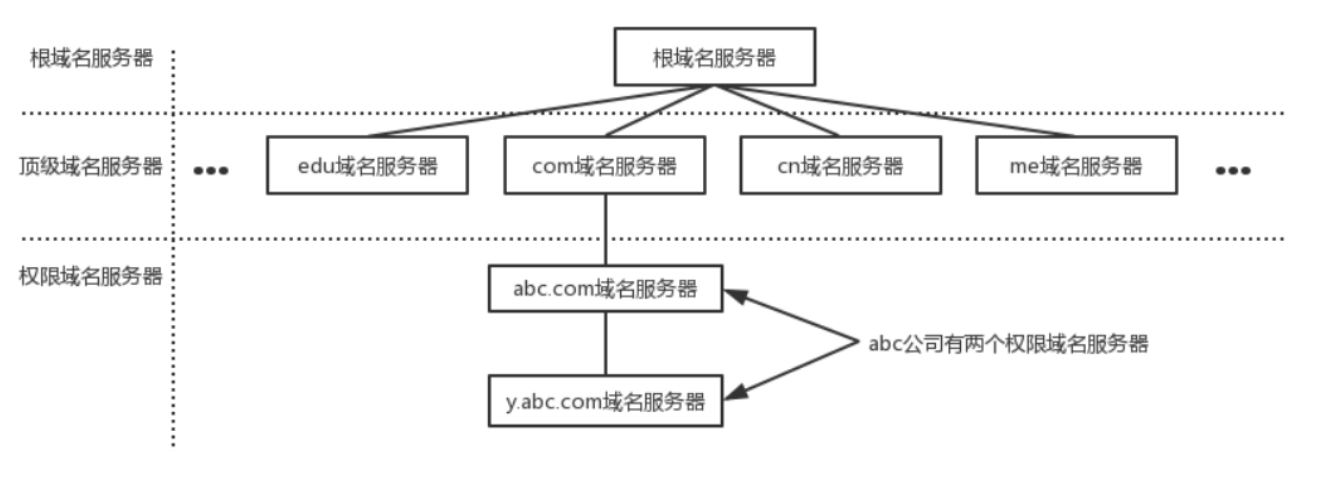 根域名服务器
根域名服务器
顶级域名服务器
•••
edu域名服务器
com域名服务器
cn域名服务器
me域名服务器
•••
权限域名服务器
abc.com域名服务器
abc公司有两个权限域名服务器
y.abc.com域名服务器